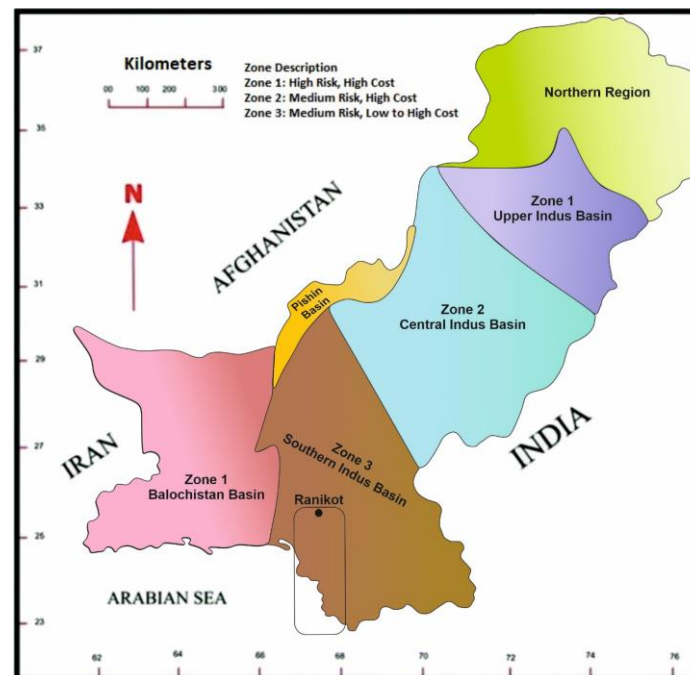 Kilometers
00 100 200 300
Zone Description
Zone 1: High Risk, High Cost
Zone 2: Medium Risk, High Cost
Zone 3: Medium Risk, Low to High Cost
37
35
33
31
29
27
25
23
N
Northern Region
Zone 1
Upper Indus Basin
AFGHANISTAN
Pishin
Basin
Zone 2
Central Indus Basin
INDIA
IRAN
Zone 3
Southern Indus Basin
Zone 1
Balochistan Basin
Ranikot
ARABIAN SEA
62 64 66 68 70 72 74 76